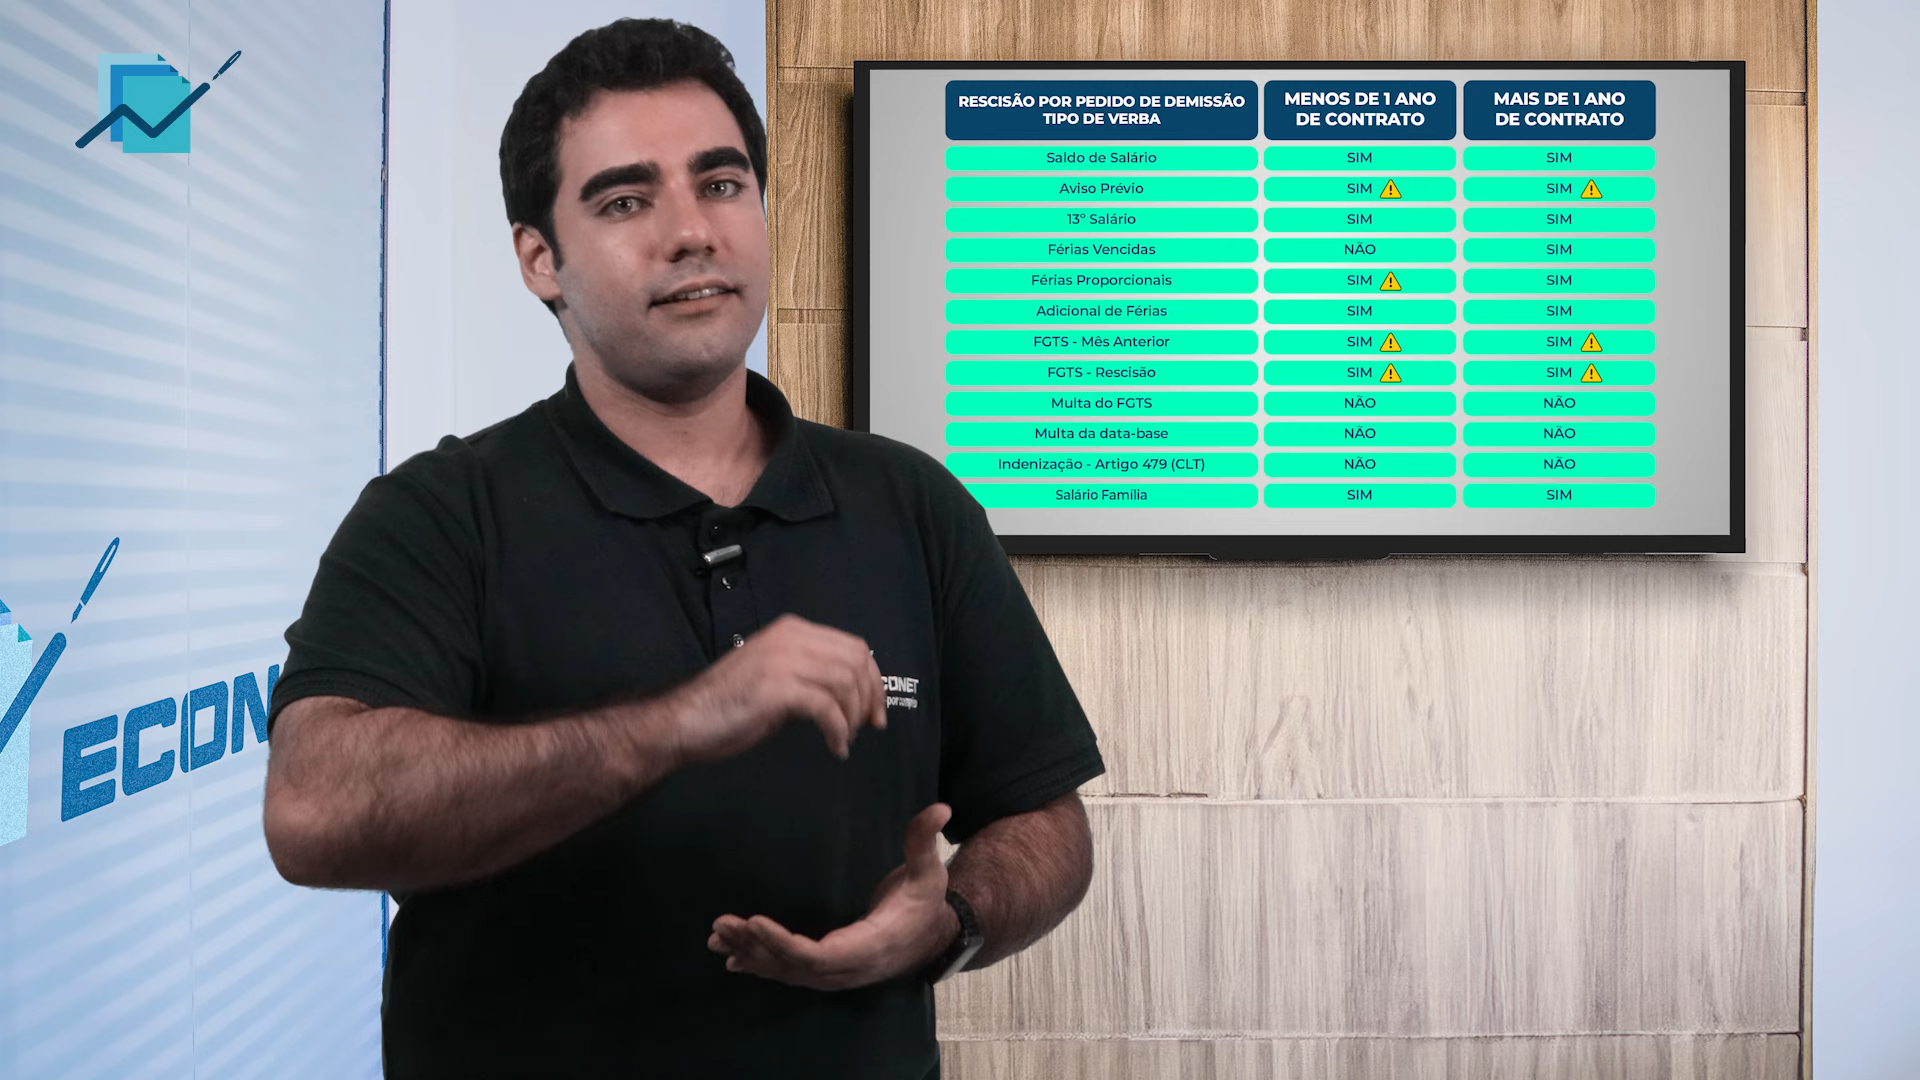 RESCISÃO POR PEDIDO DE DEMISSÃO
TIPO DE VERBA
MENOS DE 1 ANO
DE CONTRATO
MAIS DE 1 ANO
DE CONTRATO
Saldo de Salário SIM SIM
Aviso Prévio SIM SIM
13º Salário SIM SIM
Férias Vencidas NÃO SIM
Férias Proporcionais SIM SIM
Adicional de Férias SIM SIM
FGTS - Mês Anterior SIM SIM
FGTS - Rescisão SIM SIM
Multa do FGTS NÃO NÃO
Multa da data-base NÃO NÃO
Indenização - Artigo 479 (CLT) NÃO NÃO
Salário Família SIM SIM
ECON
CONET